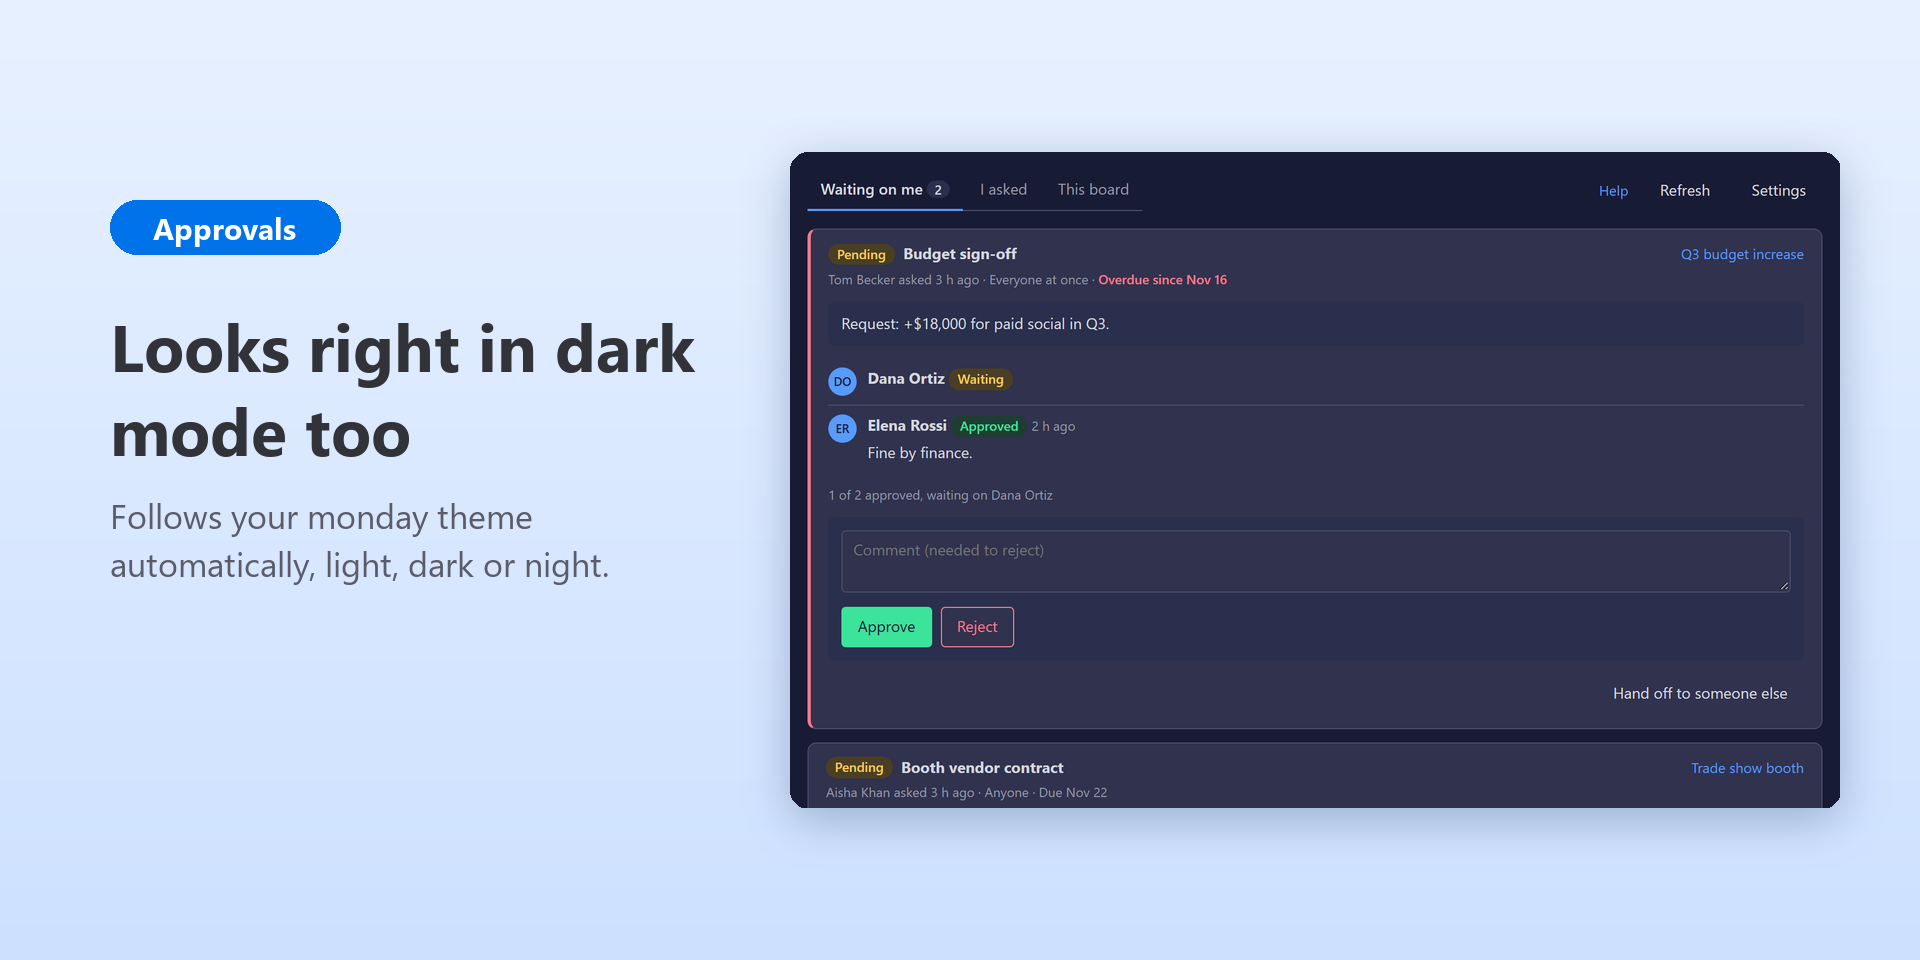 Approvals
Looks right in dark
mode too
Follows your monday theme
automatically, light, dark or night.
Waiting on me 2 I asked This board Help Refresh Settings
Pending Budget sign-off Q3 budget increase
Tom Becker asked 3 h ago · Everyone at once · Overdue since Nov 16
Request: +$18,000 for paid social in Q3.
DO Dana Ortiz Waiting
ER Elena Rossi Approved 2 h ago
Fine by finance.
1 of 2 approved, waiting on Dana Ortiz
Comment (needed to reject)
Approve Reject
Hand off to someone else
Pending Booth vendor contract Trade show booth
Aisha Khan asked 3 h ago · Anyone · Due Nov 22